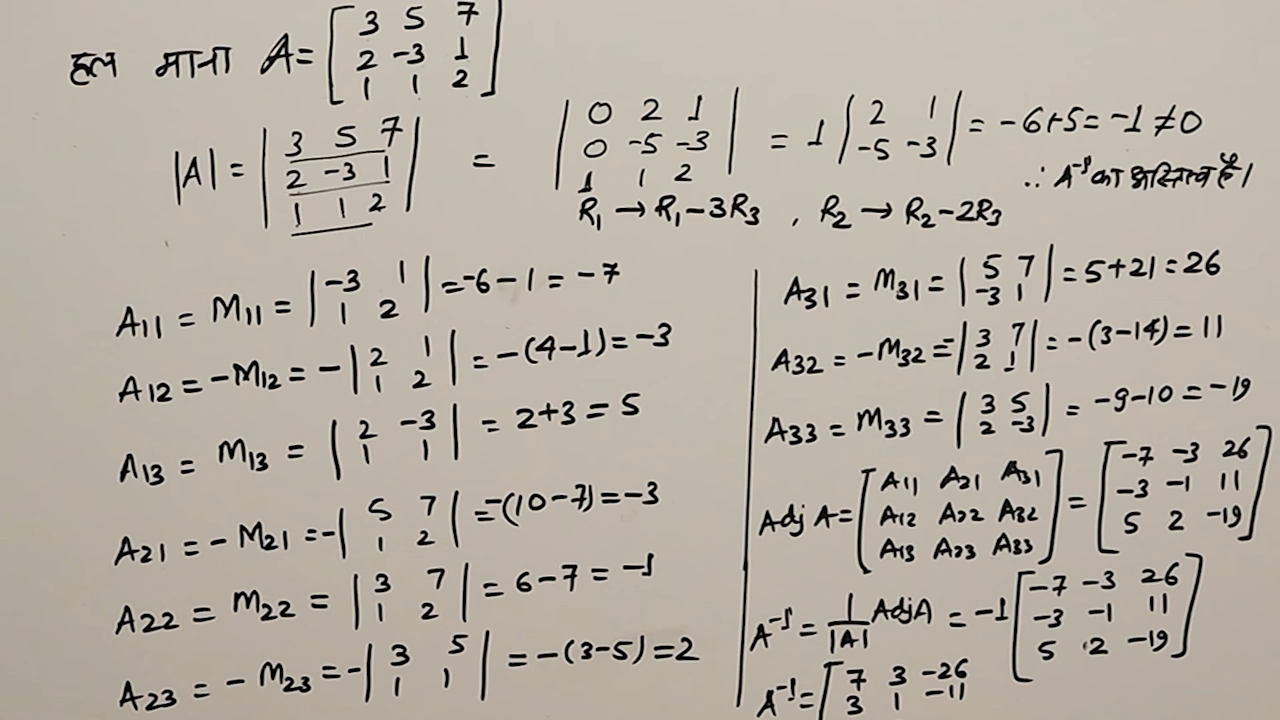 हल माना A = [3 5 7
2 -3 1
1 1 2]
|A| = |3 5 7
2 -3 1
1 1 2| = |0 2 1
0 -5 -3
1 1 2| = 1 |2 1
-5 -3| = -6+5 = -1 ≠ 0
∴ A⁻¹ का अस्तित्व है।
R₁ → R₁-3R₃ , R₂ → R₂-2R₃
A₁₁ = M₁₁ = |-3 1
1 2| = -6-1 = -7
A₁₂ = -M₁₂ = -|2 1
1 2| = -(4-1) = -3
A₁₃ = M₁₃ = |2 -3
1 1| = 2+3 = 5
A₂₁ = -M₂₁ = -|5 7
1 2| = -(10-7) = -3
A₂₂ = M₂₂ = |3 7
1 2| = 6-7 = -1
A₂₃ = -M₂₃ = -|3 5
1 1| = -(3-5) = 2
A₃₁ = M₃₁ = |5 7
-3 1| = 5+21 = 26
A₃₂ = -M₃₂ = -|3 7
2 1| = -(3-14) = 11
A₃₃ = M₃₃ = |3 5
2 -3| = -9-10 = -19
Adj A = [A₁₁ A₂₁ A₃₁
A₁₂ A₂₂ A₃₂
A₁₃ A₂₃ A₃₃] = [-7 -3 26
-3 -1 11
5 2 -19]
A⁻¹ = 1/|A| Adj A = -1 [-7 -3 26
-3 -1 11
5 2 -19]
A⁻¹ = [7 3 -26
3 1 -11